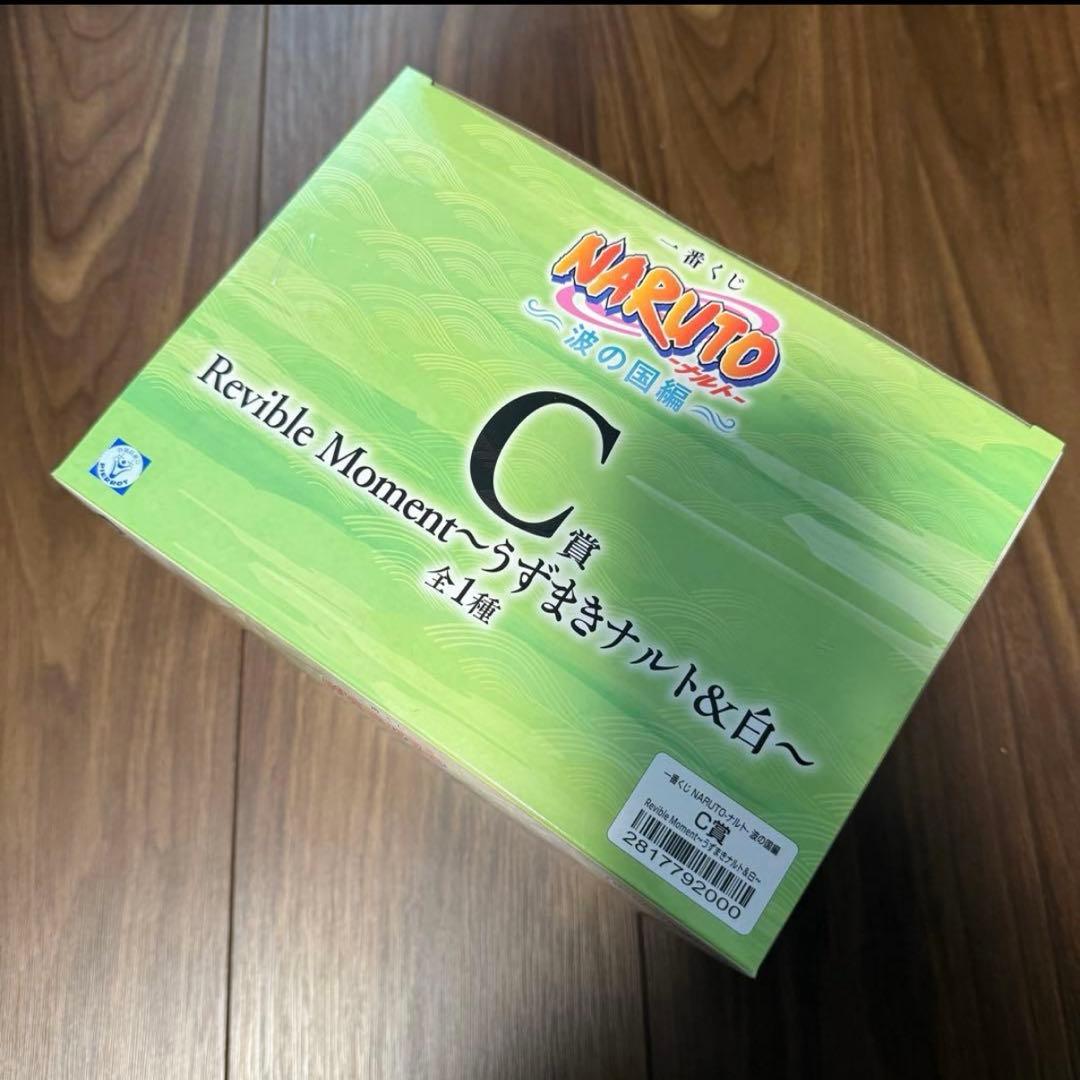 一番くじ
NARUTO
-ナルト-
～波の国編～
C賞
Revible Moment～うずまきナルト&白～
全1種
PIERROT
一番くじ NARUTO-ナルト- 波の国編
C賞
Revible Moment～うずまきナルト&白～
2817792000